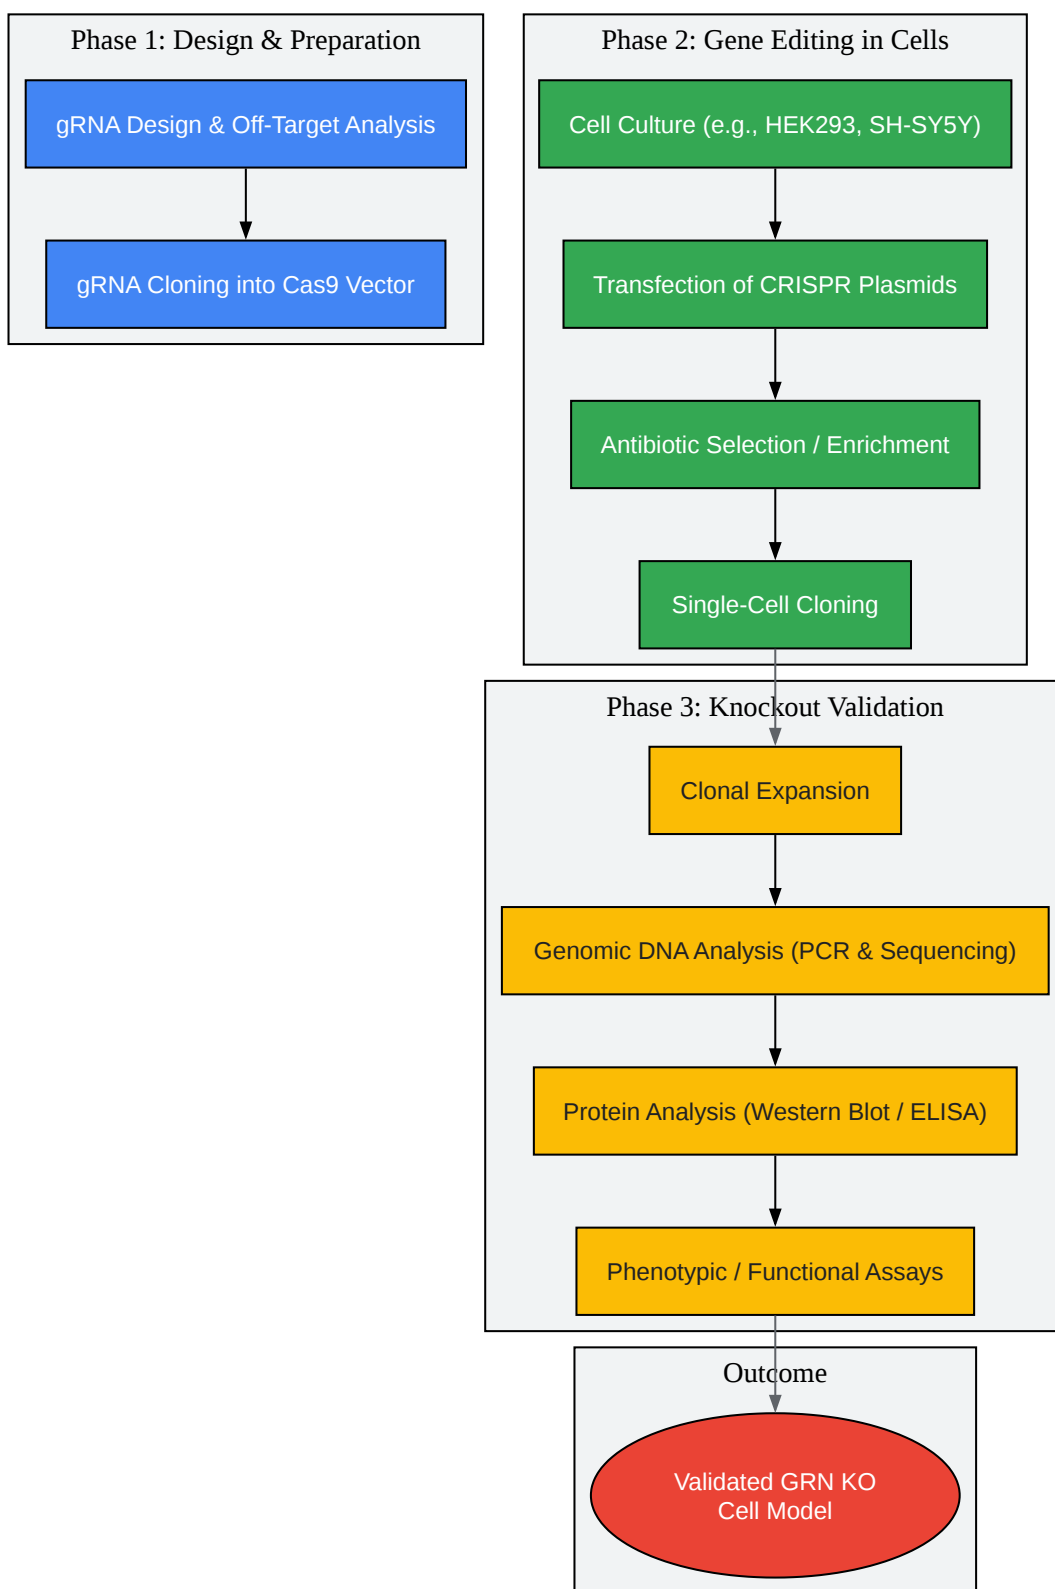 Phase 1: Design & Preparation
gRNA Design & Off-Target Analysis
gRNA Cloning into Cas9 Vector
Phase 2: Gene Editing in Cells
Cell Culture (e.g., HEK293, SH-SY5Y)
Transfection of CRISPR Plasmids
Antibiotic Selection / Enrichment
Single-Cell Cloning
Phase 3: Knockout Validation
Clonal Expansion
Genomic DNA Analysis (PCR & Sequencing)
Protein Analysis (Western Blot / ELISA)
Phenotypic / Functional Assays
Outcome
Validated GRN KO
Cell Model